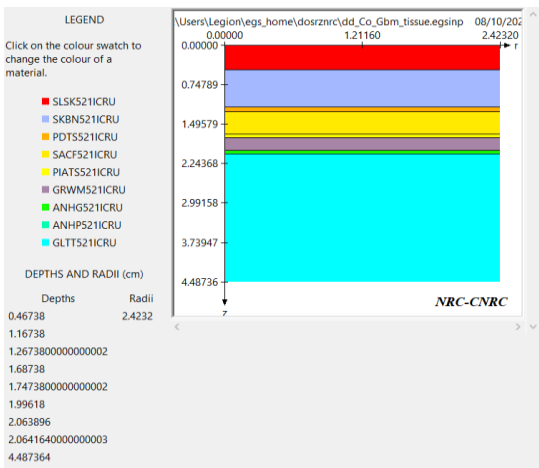 LEGEND
Click on the colour swatch to
change the colour of a
material.
SLSK521ICRU
SKBN521ICRU
PDTS521ICRU
SACF521ICRU
PIATS521ICRU
GRWM521ICRU
ANHG521ICRU
ANHP521ICRU
GLTT521ICRU
DEPTHS AND RADII (cm)
Depths Radii
0.46738 2.4232
1.16738
1.2673800000000002
1.68738
1.7473800000000002
1.99618
2.063896
2.0641640000000003
4.487364
\Users\Legion\egs_home\dosrznrc\dd_Co_Gbm_tissue.egsinp 08/10/202
0.00000 1.21160 2.42320
0.00000 r
0.74789
1.49579
2.24368
2.99158
3.73947
4.48736
NRC-CNRC
z